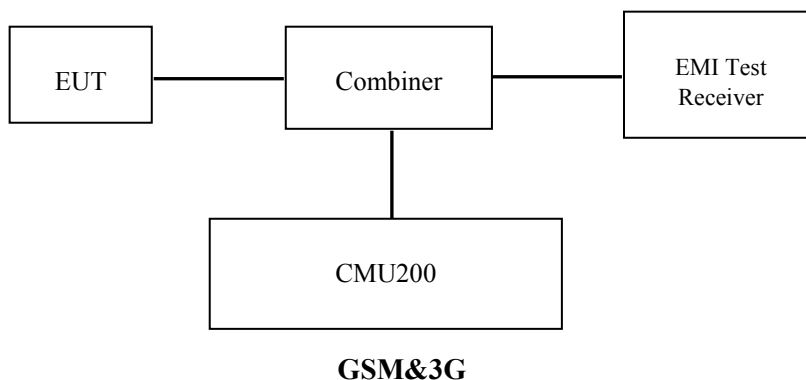 EUT
Combiner
EMI Test
Receiver
CMU200
GSM&3G